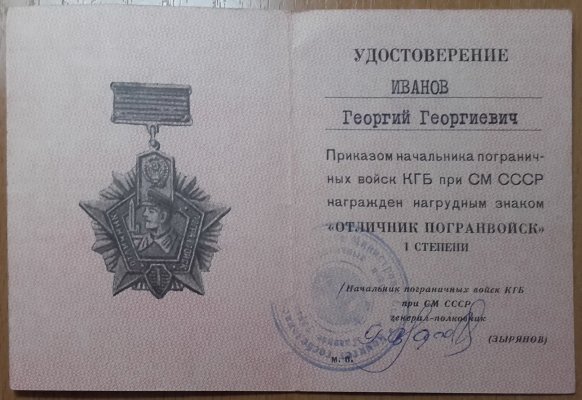 УДОСТОВЕРЕНИЕ
ИВАНОВ
Георгий Георгиевич
Приказом начальника погранич-
ных войск КГБ при СМ СССР
награжден нагрудным знаком
«ОТЛИЧНИК ПОГРАНВОЙСК»
I СТЕПЕНИ
Начальник пограничных войск КГБ
при СМ СССР
генерал-полковник
(ЗЫРЯНОВ)
м. п.